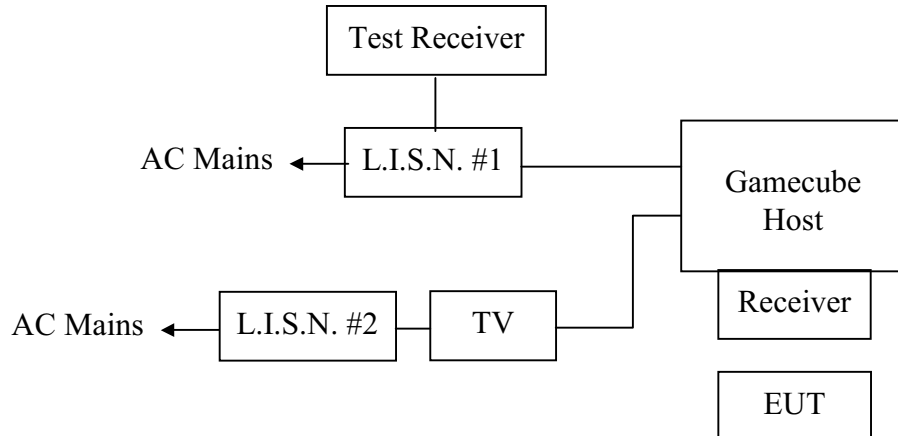 Test Receiver
AC Mains
L.I.S.N. #1
Gamecube
Host
Receiver
AC Mains
L.I.S.N. #2
TV
EUT